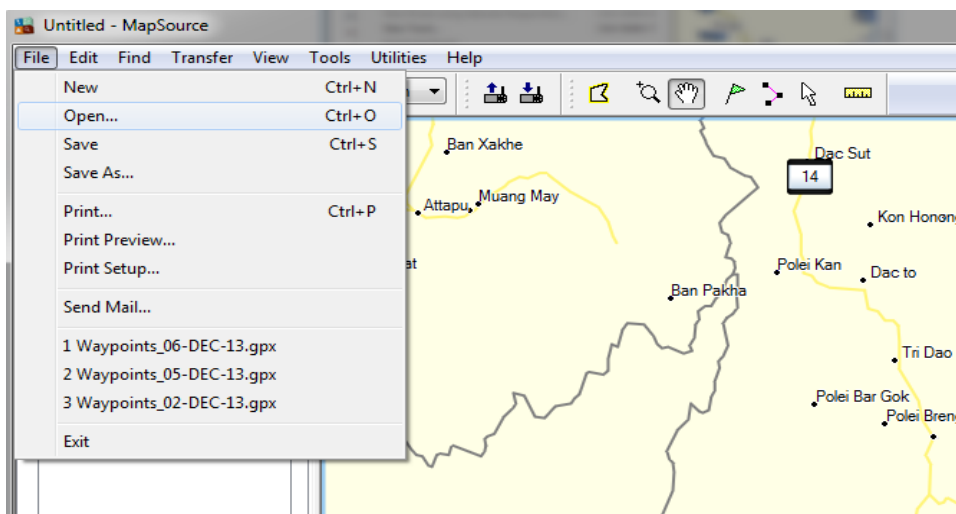 Untitled - MapSource
File Edit Find Transfer View Tools Utilities Help
New Ctrl+N
Open... Ctrl+O
Save Ctrl+S
Save As...
Print... Ctrl+P
Print Preview...
Print Setup...
Send Mail...
1 Waypoints_06-DEC-13.gpx
2 Waypoints_05-DEC-13.gpx
3 Waypoints_02-DEC-13.gpx
Exit
Ban Xakhe
Dac Sut
14
Attapu
Muang May
Kon Honong
Polei Kan
Dac to
Ban Pakha
Tri Dao
Polei Bar Gok
Polei Breng